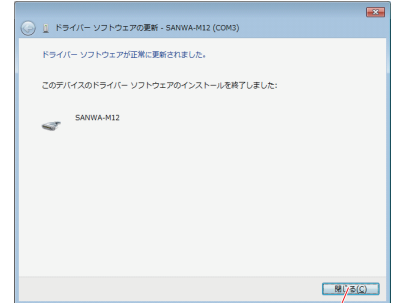 ドライバー ソフトウェアの更新 - SANWA-M12 (COM3)
ドライバー ソフトウェアが正常に更新されました。
このデバイスのドライバー ソフトウェアのインストールを終了しました:
SANWA-M12
閉じる(C)